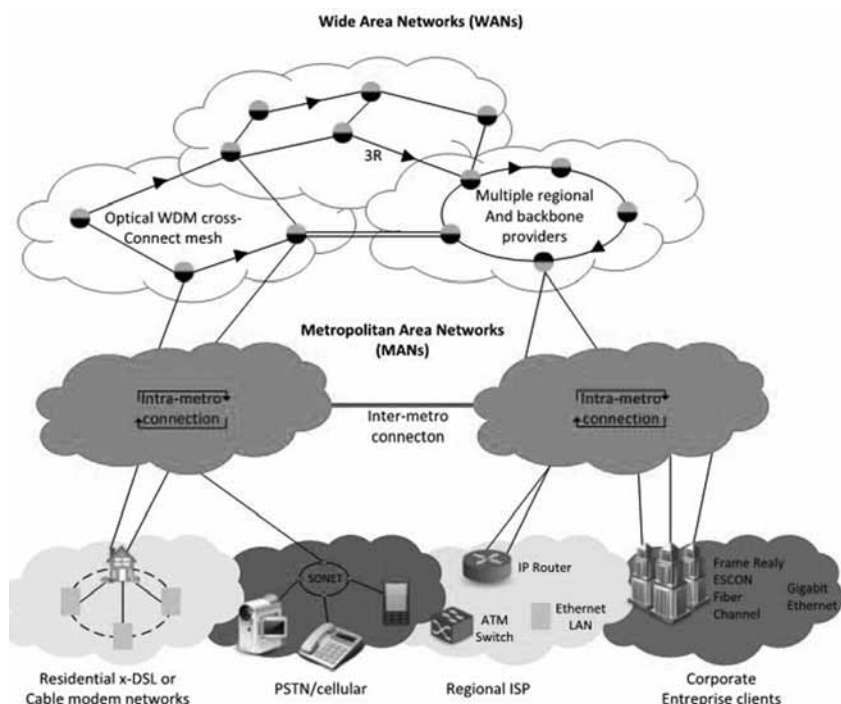 Wide Area Networks (WANs)
3R
Optical WDM cross-
Connect mesh
Multiple regional
And backbone
providers
Metropolitan Area Networks
(MANs)
Intra-metro
connection
Inter-metro
connecton
Intra-metro
connection
SONET
IP Router
ATM
Switch
Ethernet
LAN
Frame Realy
ESCON
Fiber
Channel
Gigabit
Ethernet
Residential x-DSL or
Cable modem networks
PSTN/cellular
Regional ISP
Corporate
Entreprise clients